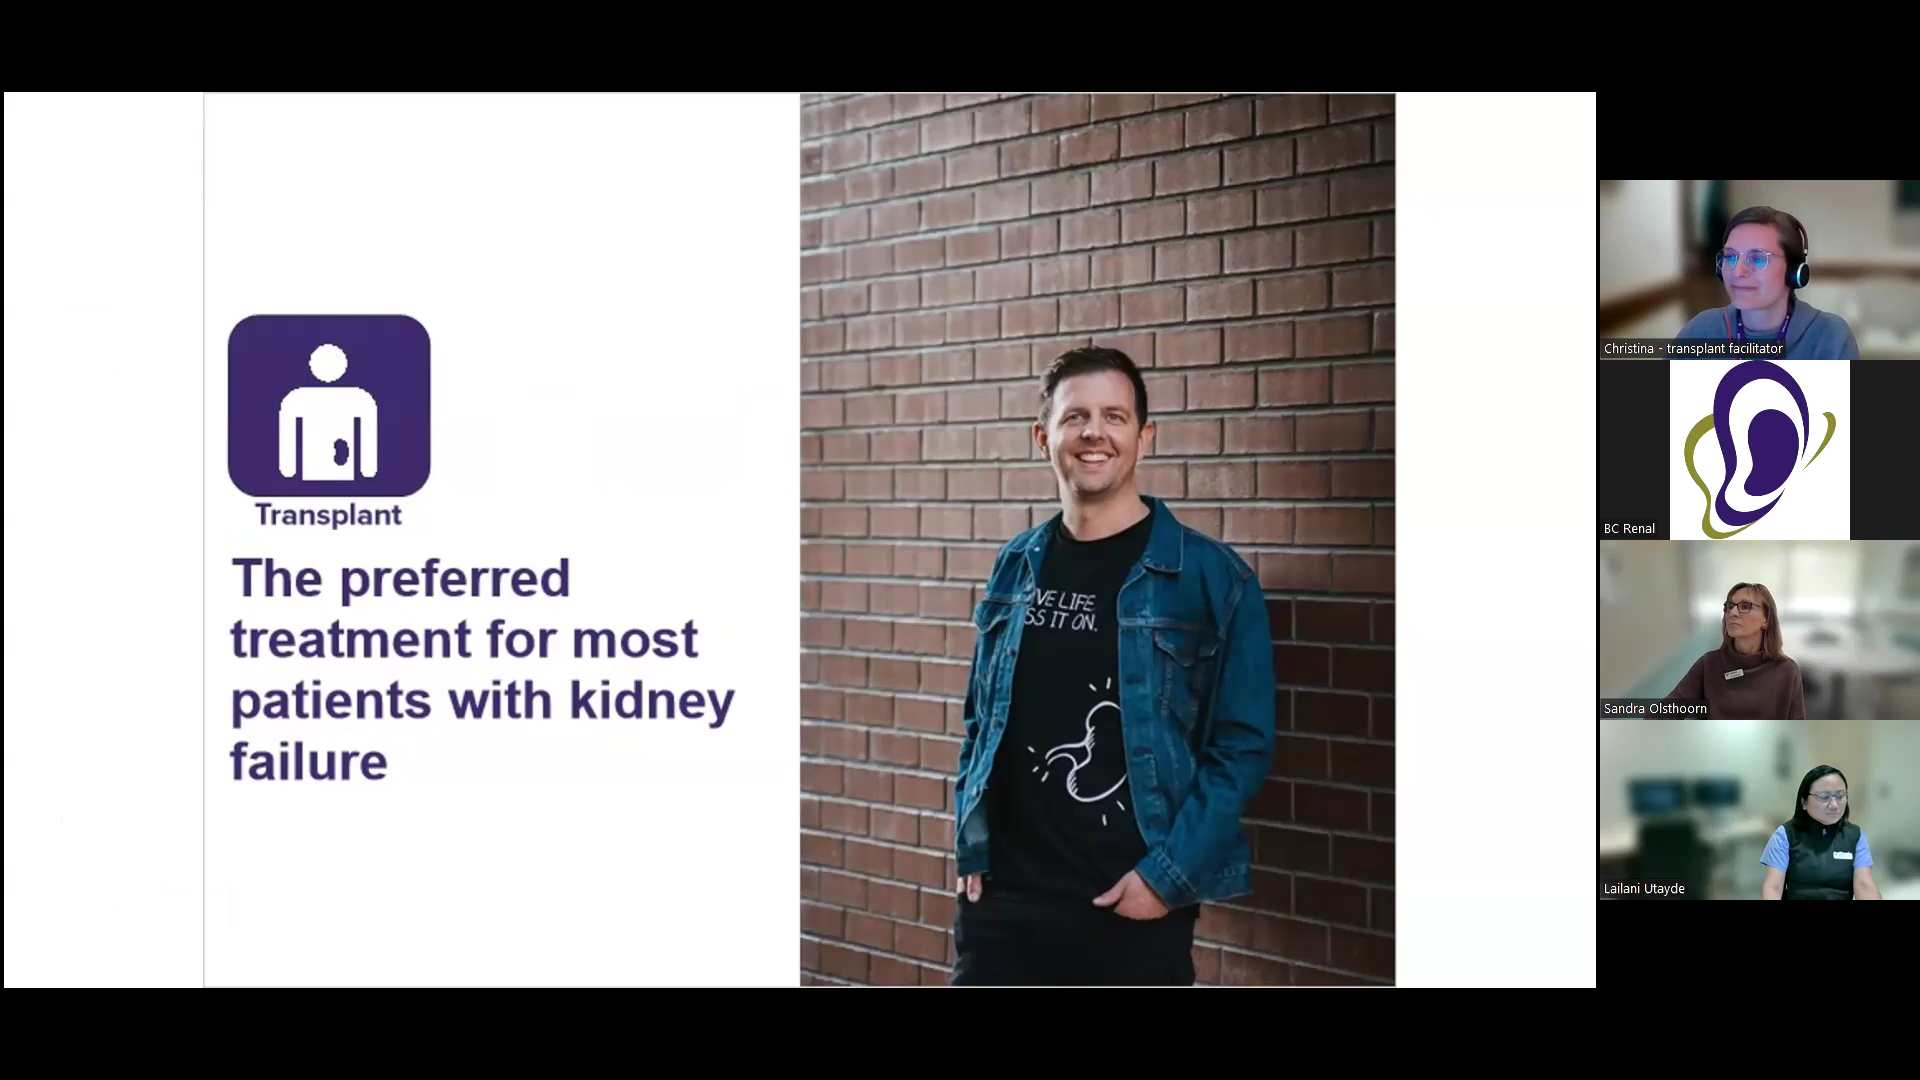 Transplant
The preferred
treatment for most
patients with kidney
failure
VE LIFE
SS IT ON.
Christina - transplant facilitator
BC Renal
Sandra Olsthoorn
Lailani Utayde